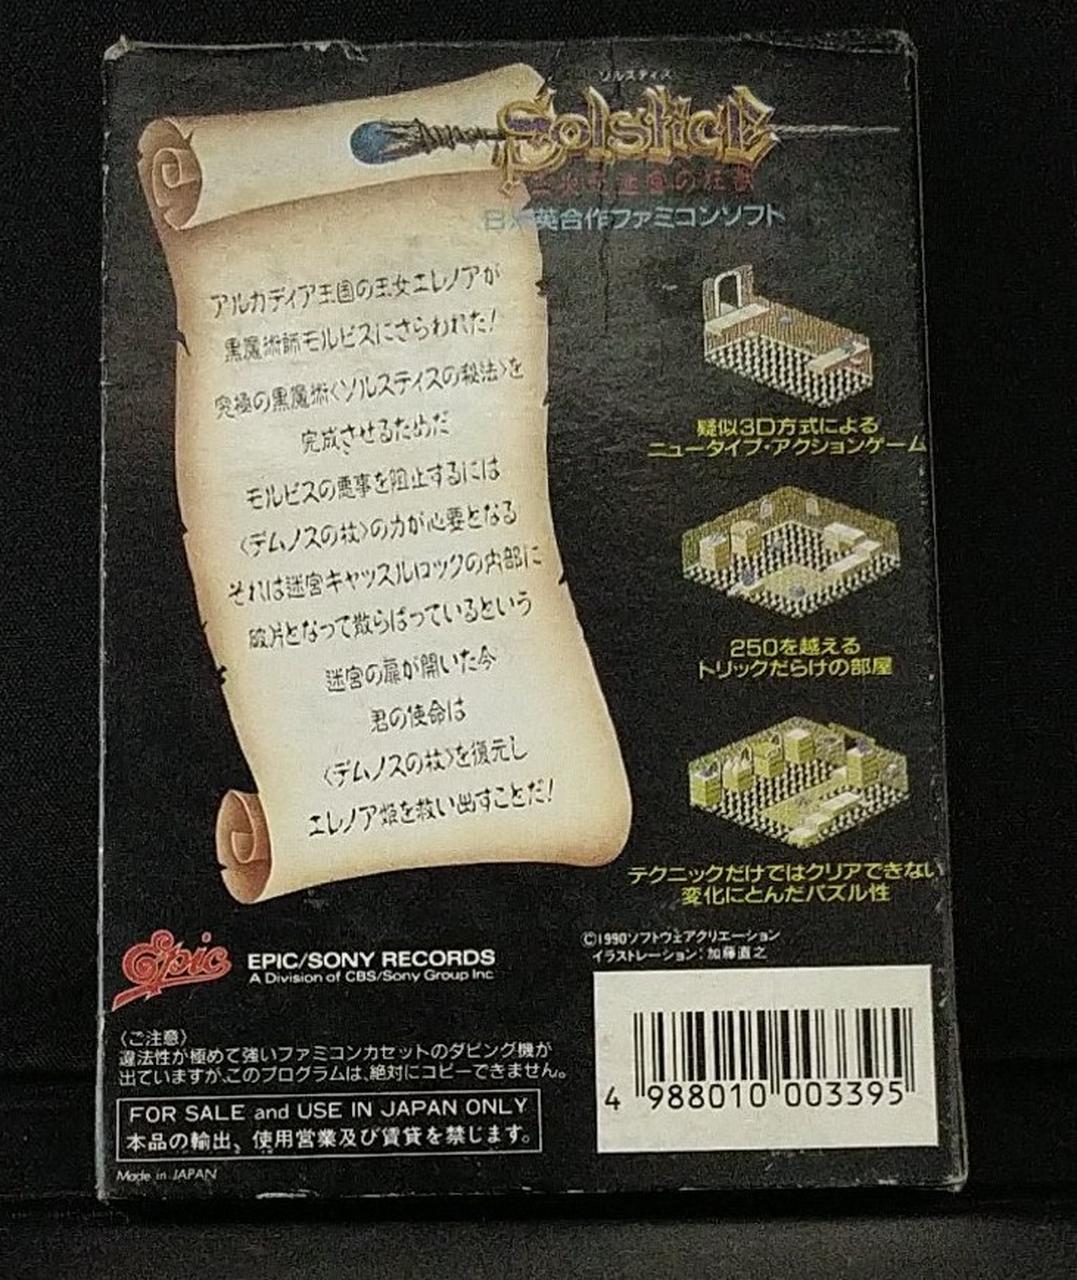 ソルスティス
Solstice
三次元迷宮の狂獣
日米英合作ファミコンソフト
アルカディア王国の王女エレノアが
黒魔術師モルビスにさらわれた!
究極の黒魔術〈ソルスティスの秘法〉を
完成させるためだ
モルビスの悪事を阻止するには
〈デムノスの杖〉の力が必要となる
それは迷宮キャッスルロックの内部に
破片となって散らばっているという
迷宮の扉が開いた今
君の使命は
〈デムノスの杖〉を復元し
エレノア姫を救い出すことだ!
疑似3D方式による
ニュータイプ・アクションゲーム
250を越える
トリックだらけの部屋
テクニックだけではクリアできない
変化にとんだパズル性
©1990ソフトウェアクリエーション
イラストレーション:加藤直之
Epic
EPIC/SONY RECORDS
A Division of CBS/Sony Group Inc
〈ご注意〉
違法性が極めて強いファミコンカセットのダビング機が
出ていますが、このプログラムは、絶対にコピーできません。
FOR SALE and USE IN JAPAN ONLY
本品の輸出、使用営業及び賃貸を禁じます。
Made in JAPAN
4 988010 003395